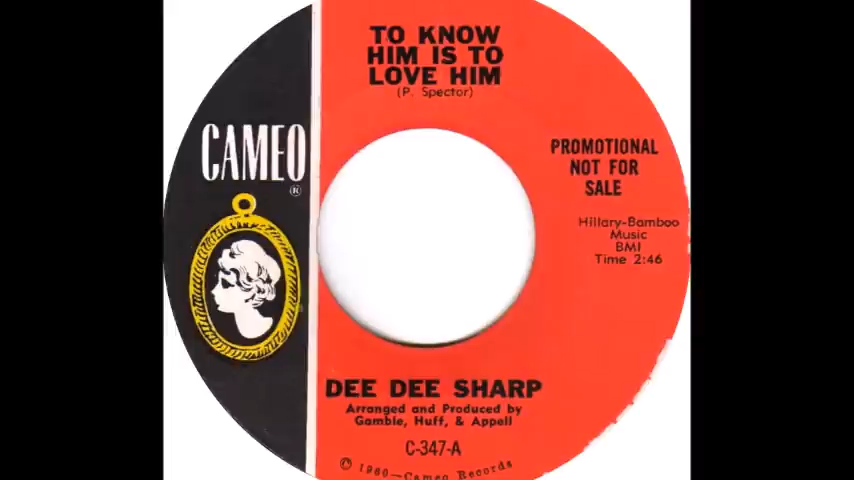 TO KNOW
HIM IS TO
LOVE HIM
(P. Spector)
CAMEO
®
PROMOTIONAL
NOT FOR
SALE
Hillary-Bamboo
Music
BMI
Time 2:46
DEE DEE SHARP
Arranged and Produced by
Gamble, Huff, & Appell
C-347-A
© 1960—Cameo Records